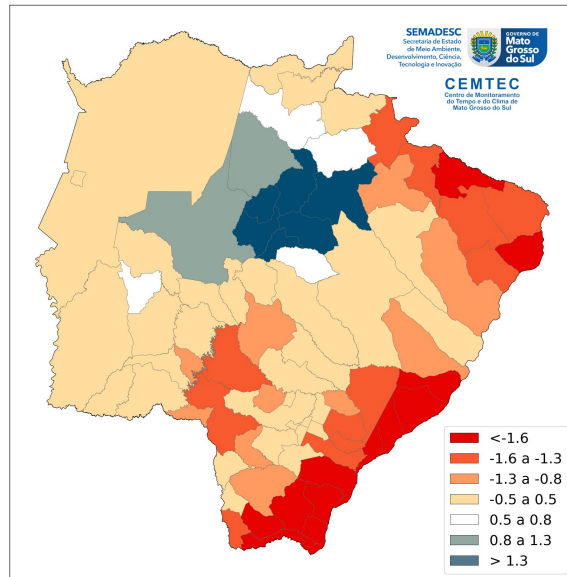 SEMADESC
Secretaria de Estado
de Meio Ambiente,
Desenvolvimento, Ciência,
Tecnologia e Inovação
GOVERNO DE
Mato
Grosso
do Sul
CEMTEC
Centro de Monitoramento
do Tempo e do Clima de
Mato Grosso do Sul
<-1.6
-1.6 a -1.3
-1.3 a -0.8
-0.5 a 0.5
0.5 a 0.8
0.8 a 1.3
> 1.3